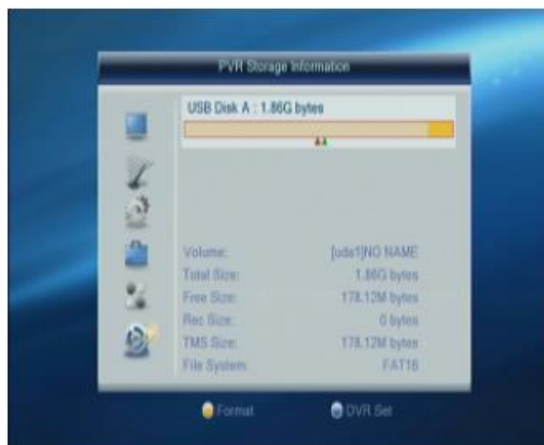 PVR Storage Information
USB Disk A : 1.86G bytes
Volume: [uda1]NO NAME
Total Size: 1.86G bytes
Free Size: 178.12M bytes
Rec Size: 0 bytes
TMS Size: 178.12M bytes
File System: FAT16
Format DVR Set